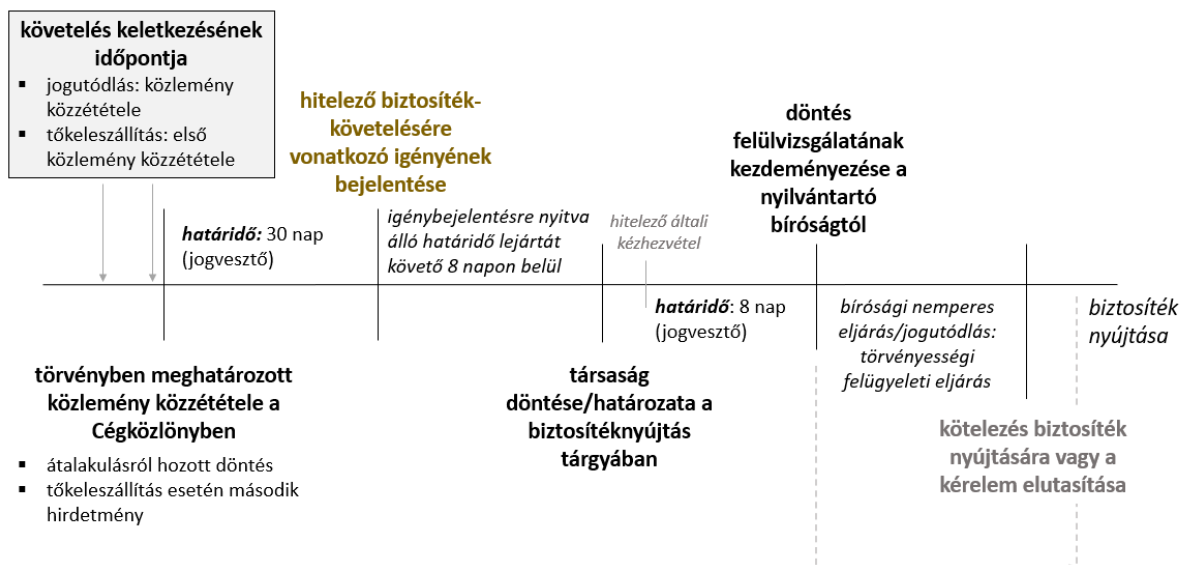 követelés keletkezésének
időpontja
▪ jogutódlás: közlemény
közzététele
▪ tőkeleszállítás: első
közlemény közzététele
hitelező biztosíték-
követelésére
vonatkozó igényének
bejelentése
döntés
felülvizsgálatának
kezdeményezése a
nyilvántartó
bíróságtól
határidő: 30 nap
(jogvesztő)
igénybejelentésre nyitva
álló határidő lejártát
követő 8 napon belül
hitelező általi
kézhezvétel
határidő: 8 nap
(jogvesztő)
bírósági nemperes
eljárás/jogutódlás:
törvényességi
felügyeleti eljárás
biztosíték
nyújtása
törvényben meghatározott
közlemény közzététele a
Cégközlönyben
▪ átalakulásról hozott döntés
▪ tőkeleszállítás esetén második
hirdetmény
társaság
döntése/határozata a
biztosítéknyújtás
tárgyában
kötelezés biztosíték
nyújtására vagy a
kérelem elutasítása